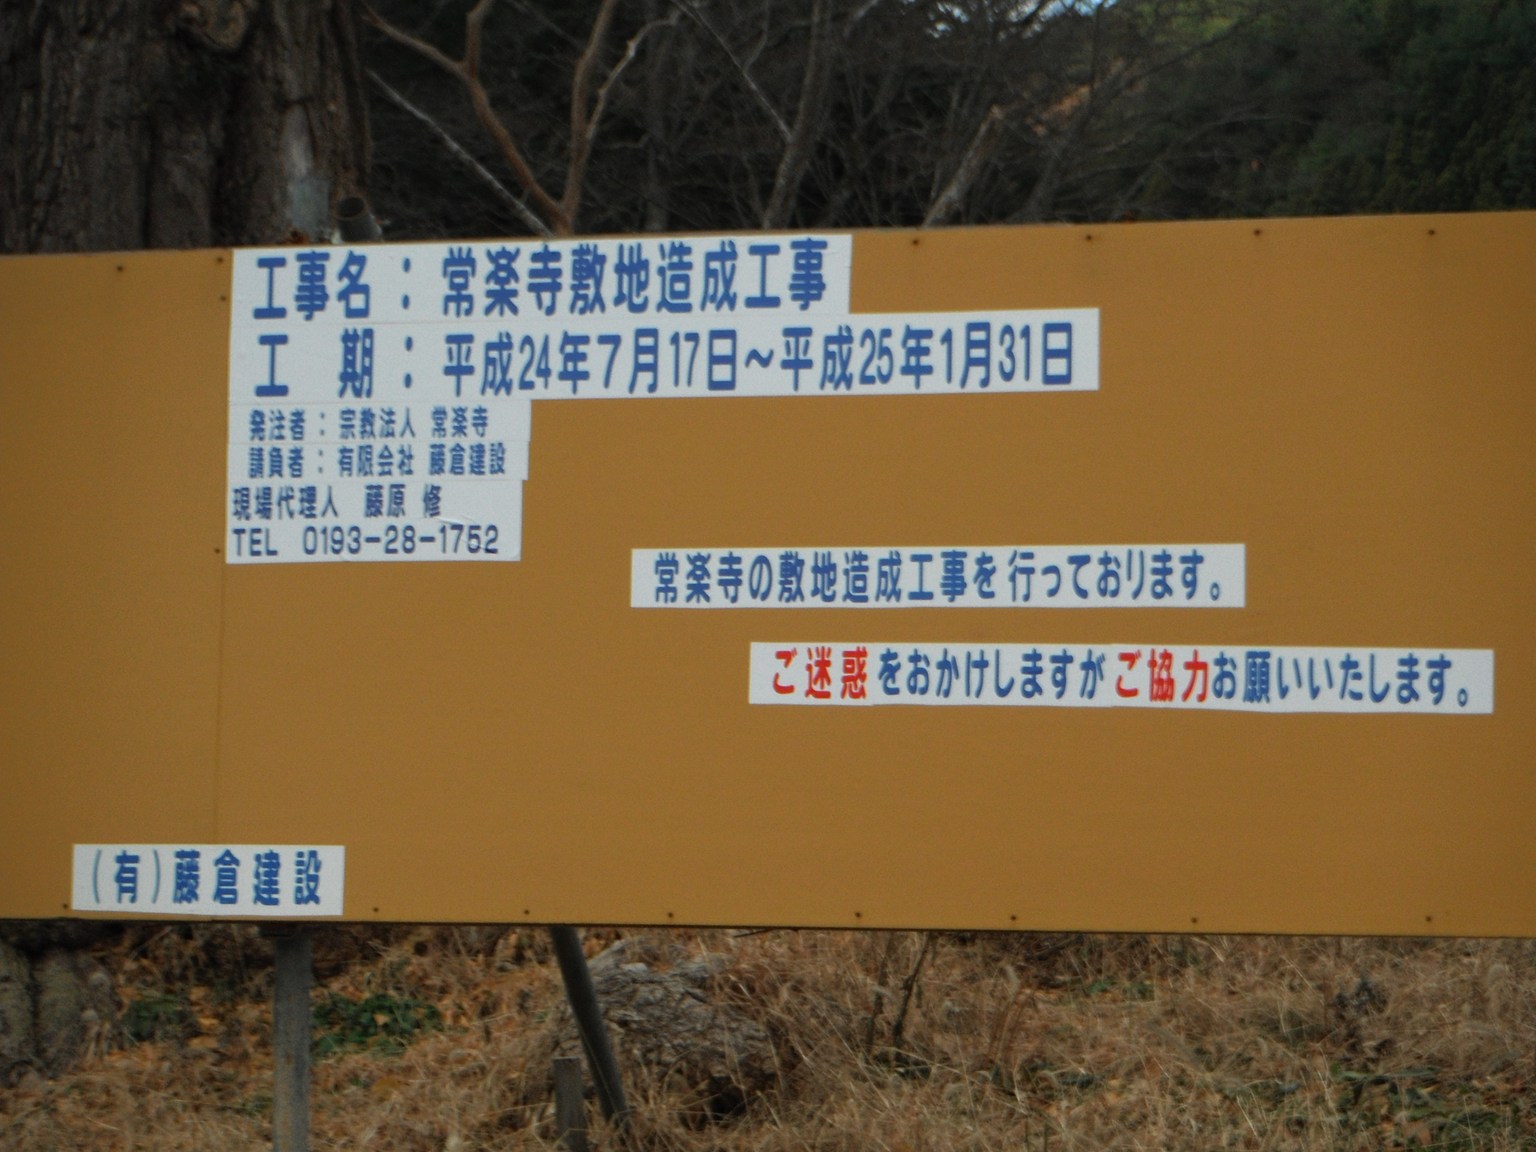 工事名：常楽寺敷地造成工事
工　期：平成24年7月17日～平成25年1月31日
発注者：宗教法人 常楽寺
請負者：有限会社 藤倉建設
現場代理人　藤原 修
TEL　0193-28-1752
常楽寺の敷地造成工事を行っております。
ご迷惑をおかけしますがご協力お願いいたします。
(有)藤倉建設